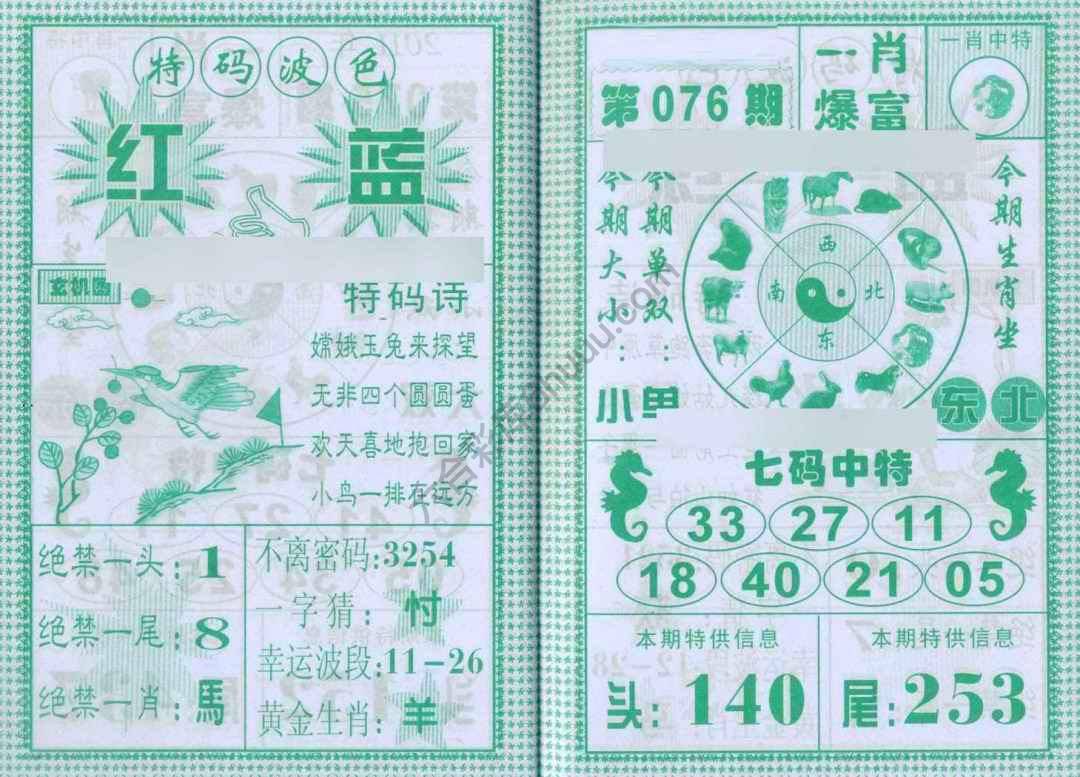 特码波色
红 蓝
玄机图
特码诗
嫦娥玉兔来探望
无非四个圆圆蛋
欢天喜地抱回家
小鸟一排在远方
绝禁一头:1
绝禁一尾:8
绝禁一肖:馬
不离密码:3254
一字猜:忖
幸运波段:11-26
黄金生肖:羊
第076期
一肖
爆富
一肖中特
今期大小:小
今期单双:单
西
南 北
东
今期生肖坐
东北
七码中特
33 27 11
18 40 21 05
本期特供信息
头:140
本期特供信息
尾:253